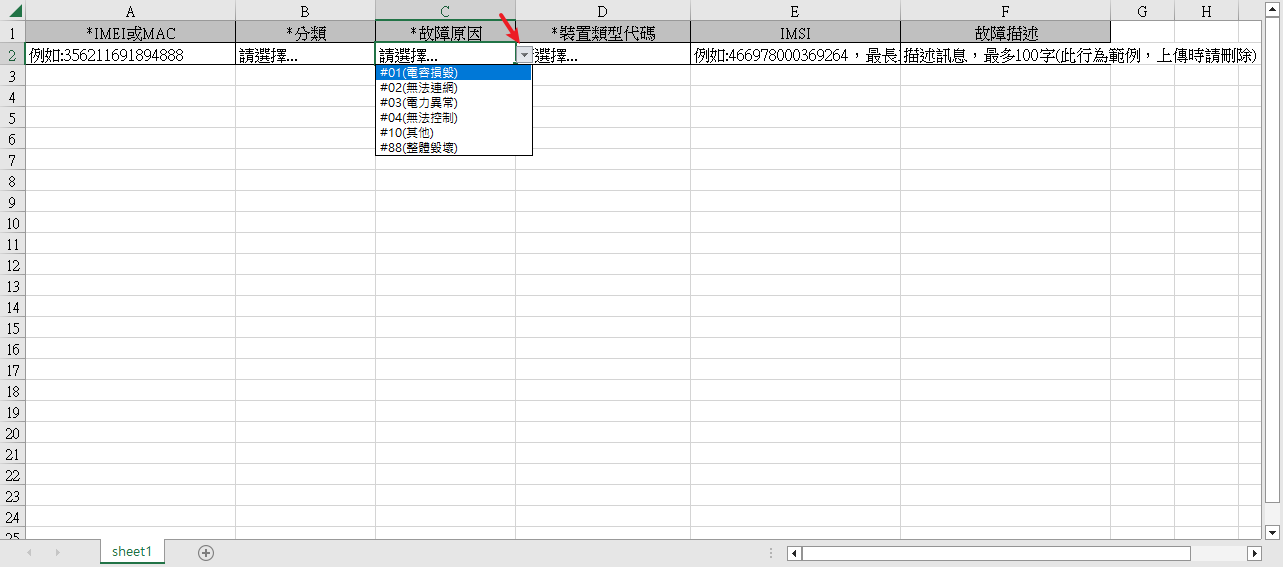 A B C D E F G H
1 *IMEI或MAC *分類 *故障原因 *裝置類型代碼 IMSI 故障描述
2 例如:356211691894888 請選擇... 請選擇... 選擇... 例如:466978000369264，最長 描述訊息，最多100字(此行為範例，上傳時請刪除)
#01(電容損毀)
#02(無法連網)
#03(電力異常)
#04(無法控制)
#10(其他)
#88(整體毀壞)
3
4
5
6
7
8
9
10
11
12
13
14
15
16
17
18
19
20
21
22
23
24
25
sheet1